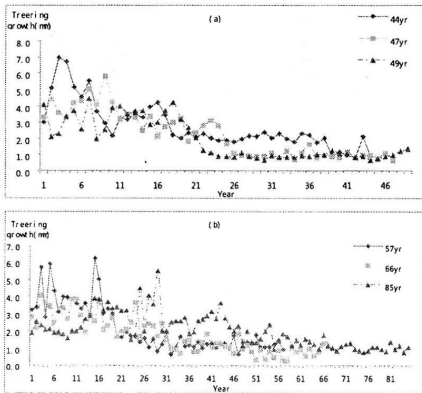 Treering
growth(mm)
(a)
44yr
47yr
49yr
8.0
7.0
6.0
5.0
4.0
3.0
2.0
1.0
0.0
1 6 11 16 21 26 31 36 41 46
Year
Treering
growth(mm)
(b)
57yr
66yr
85yr
7.0
6.0
5.0
4.0
3.0
2.0
1.0
0.0
1 6 11 16 21 26 31 36 41 46 51 56 61 66 71 76 81
Year